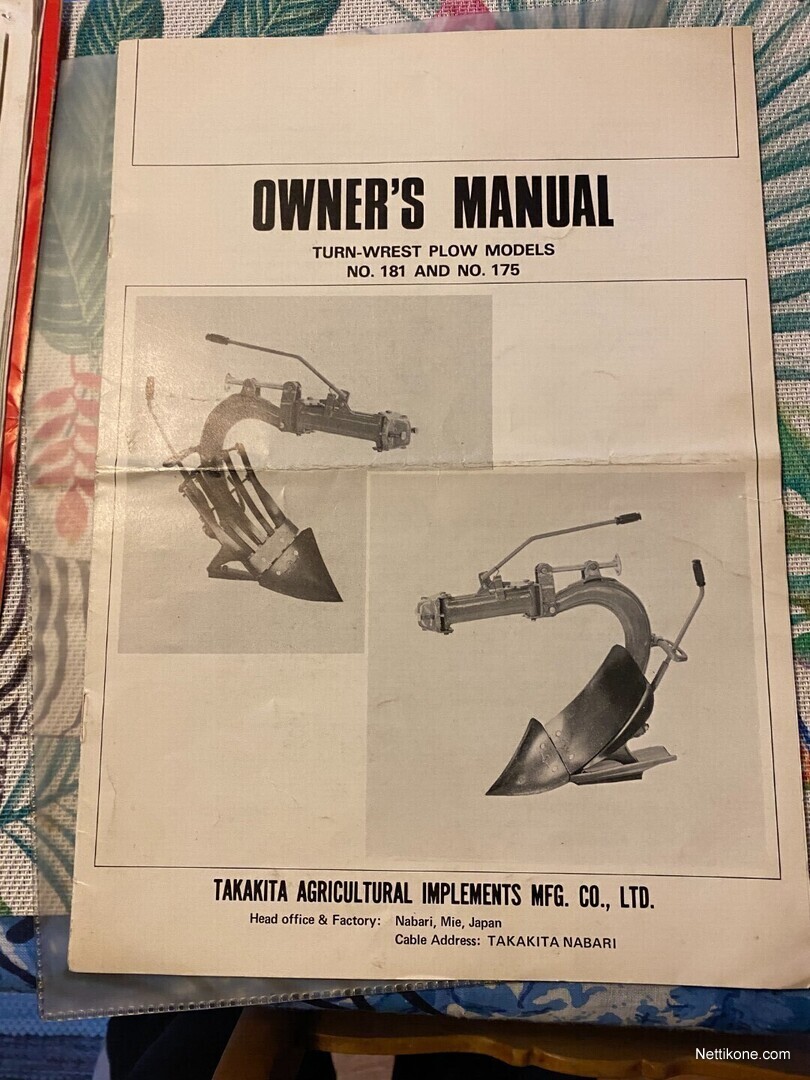 OWNER'S MANUAL
TURN-WREST PLOW MODELS
NO. 181 AND NO. 175
TAKAKITA AGRICULTURAL IMPLEMENTS MFG. CO., LTD.
Head office & Factory: Nabari, Mie, Japan
Cable Address: TAKAKITA NABARI
Nettikone.com